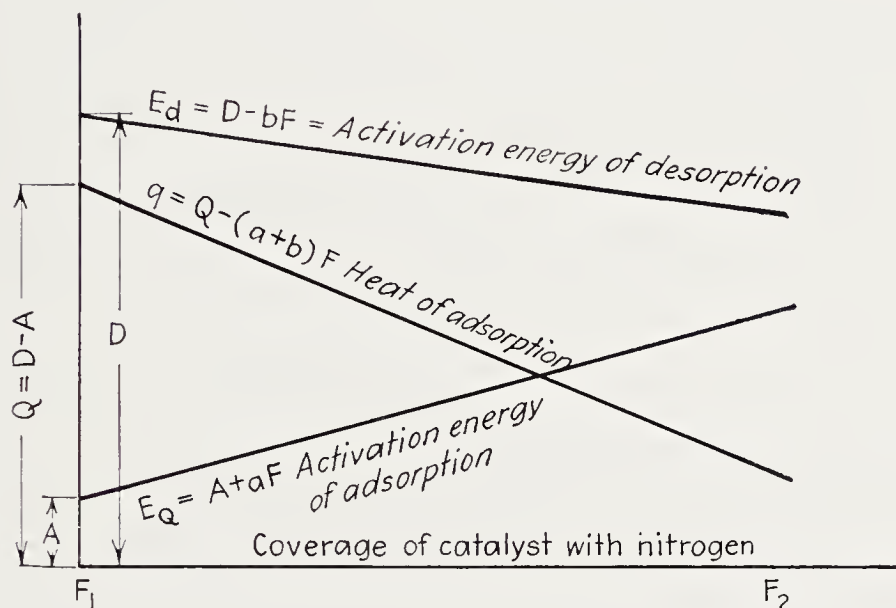 E_d = D-bF = Activation energy of desorption
q = Q-(a+b) F Heat of adsorption
Q = D-A
D
A
E_Q = A+aF Activation energy
of adsorption
Coverage of catalyst with nitrogen
F_1
F_2